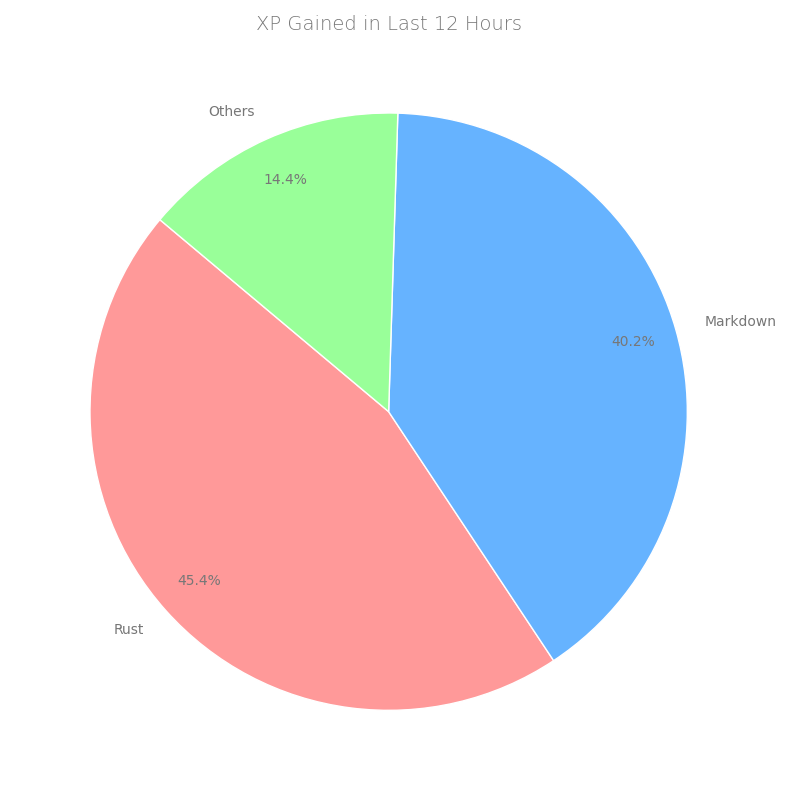 XP Gained in Last 12 Hours
Others
14.4%
Markdown
40.2%
45.4%
Rust